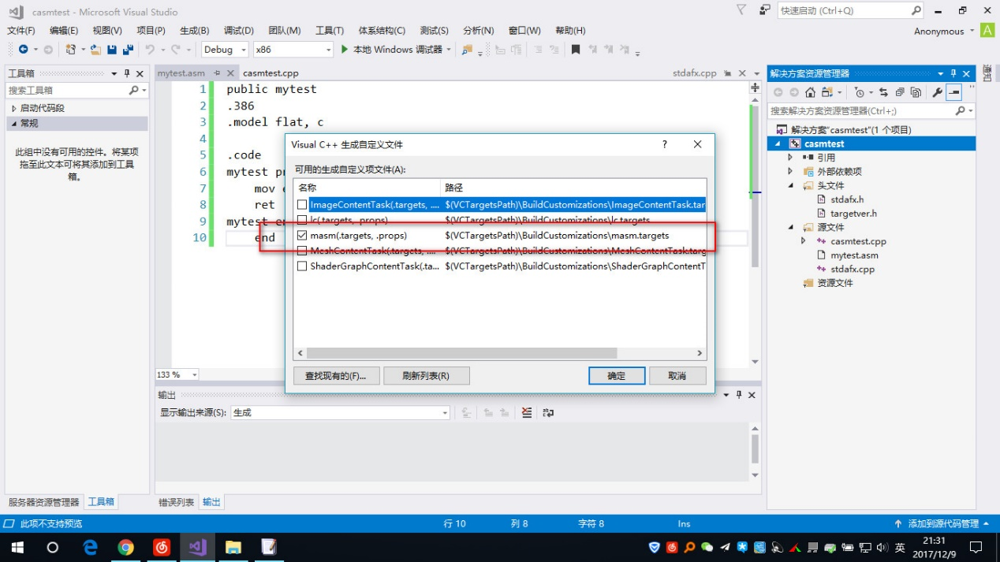 casmtest - Microsoft Visual Studio
快速启动 (Ctrl+Q)
文件(F) 编辑(E) 视图(V) 项目(P) 生成(B) 调试(D) 团队(M) 工具(T) 体系结构(C) 测试(S) 分析(N) 窗口(W) 帮助(H)
Anonymous A
Debug x86 本地 Windows 调试器
工具箱
搜索工具箱
启动代码段
常规
此组中没有可用的控件。将某项
拖至此文本可将其添加到工具
箱。
服务器资源管理器 工具箱
mytest.asm casmtest.cpp stdafx.cpp
1 public mytest
2 .386
3 .model flat, c
4
5 .code
6 mytest
7 mov
8 ret
9 mytest
10 end
133 %
Visual C++ 生成自定义文件
?
可用的生成自定义项文件(A):
名称 路径
ImageContentTask(.targets, .... $(VCTargetsPath)\BuildCustomizations\ImageContentTask.tar
lc(.targets, .props) $(VCTargetsPath)\BuildCustomizations\lc.targets
masm(.targets, .props) $(VCTargetsPath)\BuildCustomizations\masm.targets
MeshContentTask(.targets, .... $(VCTargetsPath)\BuildCustomizations\MeshContentTask.targ
ShaderGraphContentTask(.ta... $(VCTargetsPath)\BuildCustomizations\ShaderGraphContentT
查找现有的(F)... 刷新列表(R) 确定 取消
输出
显示输出来源(S): 生成
错误列表 输出
解决方案资源管理器
搜索解决方案资源管理器(Ctrl+;)
解决方案"casmtest"(1 个项目)
casmtest
引用
外部依赖项
头文件
stdafx.h
targetver.h
源文件
casmtest.cpp
mytest.asm
stdafx.cpp
资源文件
通知
此项不支持预览 行 10 列 8 字符 8 Ins 添加到源代码管理
英
21:31
2017/12/9